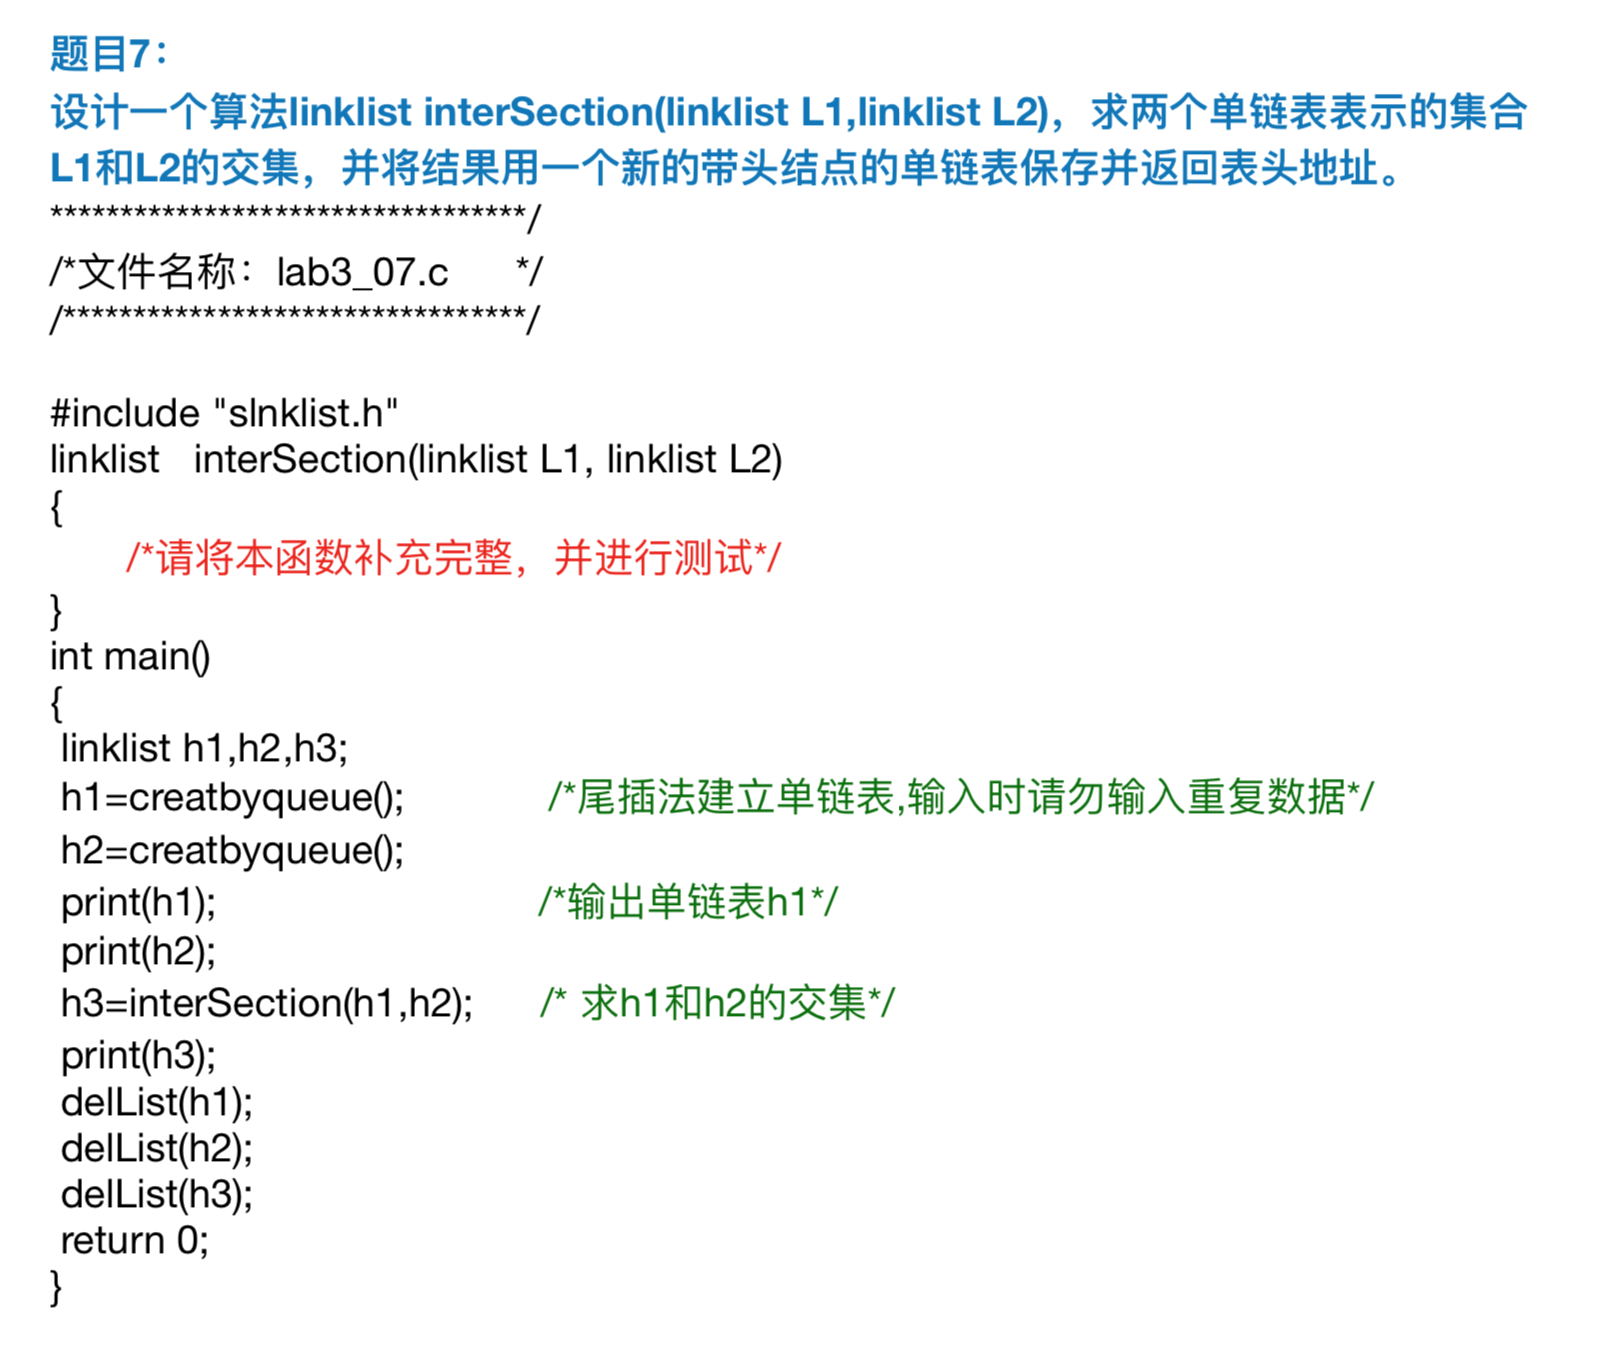 题目7：
设计一个算法linklist interSection(linklist L1,linklist L2)，求两个单链表表示的集合
L1和L2的交集，并将结果用一个新的带头结点的单链表保存并返回表头地址。
**********************************/
/*文件名称：lab3_07.c      */
/*********************************/
#include "slnklist.h"
linklist   interSection(linklist L1, linklist L2)
{
/*请将本函数补充完整，并进行测试*/
}
int main()
{
linklist h1,h2,h3;
h1=creatbyqueue();             /*尾插法建立单链表,输入时请勿输入重复数据*/
h2=creatbyqueue();
print(h1);                             /*输出单链表h1*/
print(h2);
h3=interSection(h1,h2);      /* 求h1和h2的交集*/
print(h3);
delList(h1);
delList(h2);
delList(h3);
return 0;
}